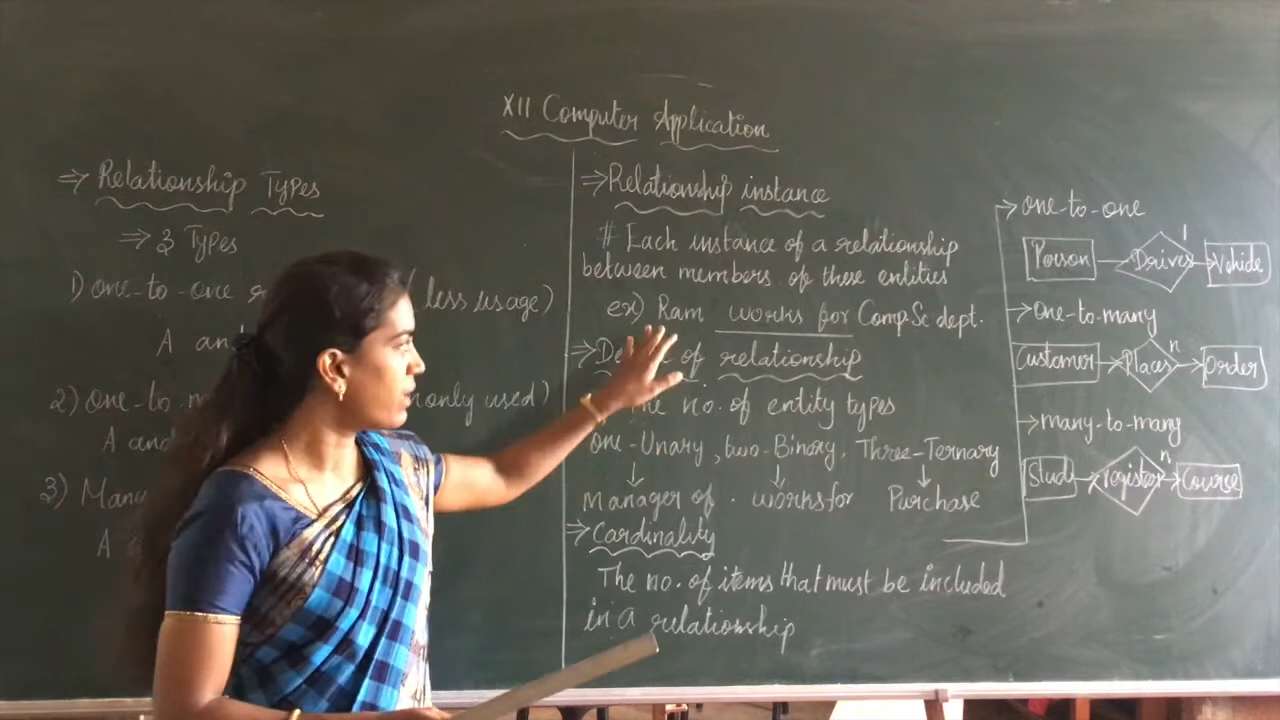 XII Computer Application
⇒ Relationship Types
⇒ 3 Types
1) one-to-one (less usage)
A and
2) one-to-m only used)
A and
3) Many
A
⇒ Relationship instance
# Each instance of a relationship
between members of these entities
ex) Ram works for Comp.Sc dept.
⇒ De of relationship
The no. of entity types
one-Unary, two-Binary, Three-Ternary
↓ ↓ ↓
Manager of . works for Purchase
⇒ Cardinality
The no. of items that must be included
in a relationship
→ one-to-one
Person Drives 1 Vehicle
→ one-to-many
Customer Places n Order
→ many-to-many
Stud register n Course